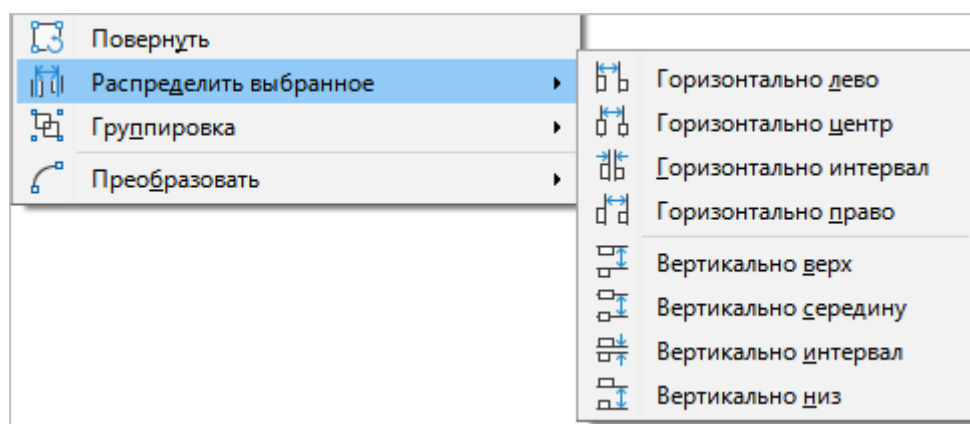 Повернуть
Распределить выбранное
Группировка
Преобразовать
Горизонтально лево
Горизонтально центр
Горизонтально интервал
Горизонтально право
Вертикально верх
Вертикально середину
Вертикально интервал
Вертикально низ